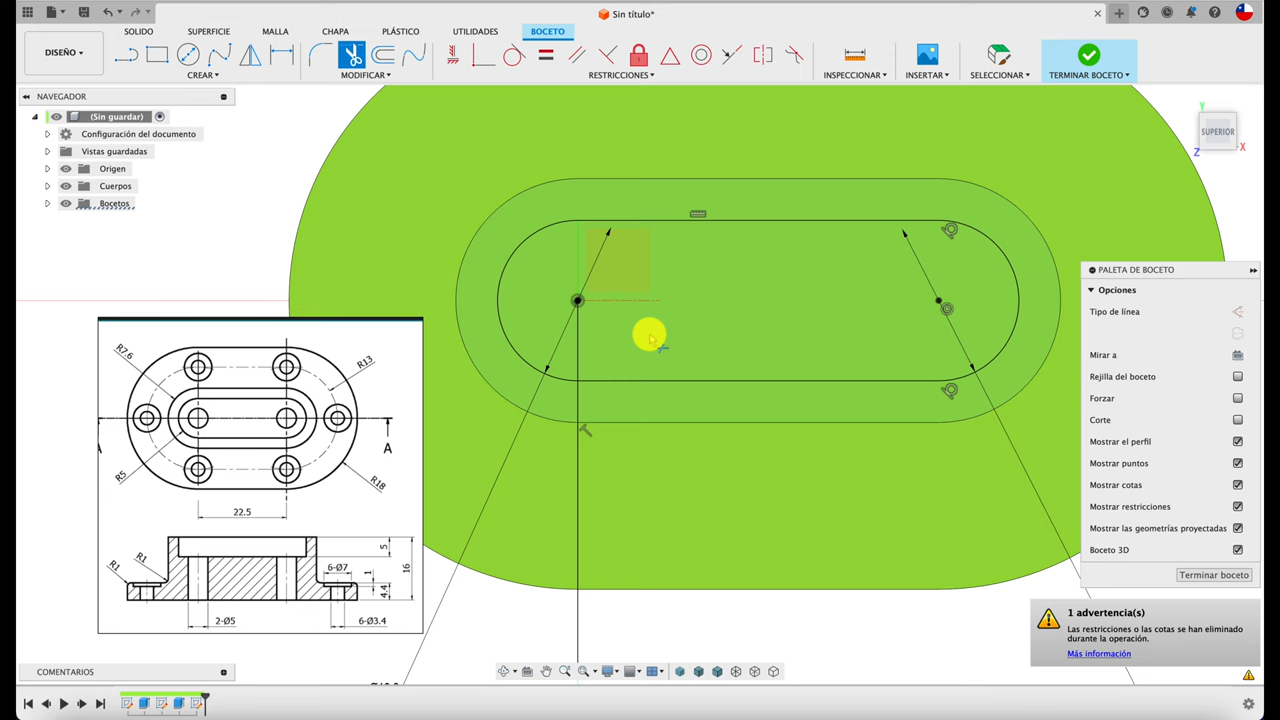 Sin título*
SOLIDO
SUPERFICIE
MALLA
CHAPA
PLÁSTICO
UTILIDADES
BOCETO
DISEÑO
CREAR
MODIFICAR
RESTRICCIONES
INSPECCIONAR
INSERTAR
SELECCIONAR
TERMINAR BOCETO
NAVEGADOR
(Sin guardar)
Configuración del documento
Vistas guardadas
Origen
Cuerpos
Bocetos
Y
SUPERIOR
X
Z
PALETA DE BOCETO
Opciones
Tipo de línea
Mirar a
Rejilla del boceto
Forzar
Corte
Mostrar el perfil
Mostrar puntos
Mostrar cotas
Mostrar restricciones
Mostrar las geometrías proyectadas
Boceto 3D
Terminar boceto
R7.6
R13
A
A
R5
R18
22.5
R1
R1
5
16
6-Ø7
1
4.4
2-Ø5
6-Ø3.4
1 advertencia(s)
Las restricciones o las cotas se han eliminado
durante la operación.
Más información
COMENTARIOS